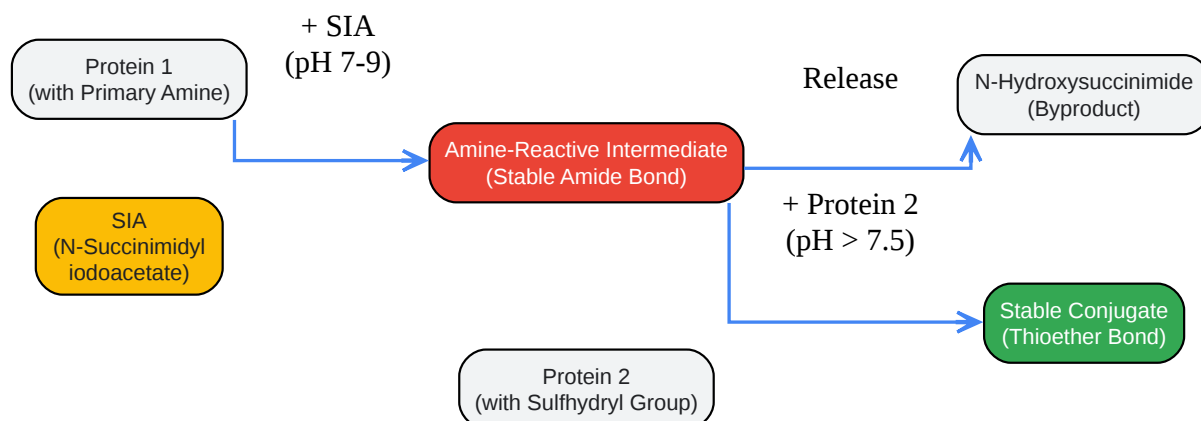 + SIA
(pH 7-9)
Protein 1
(with Primary Amine)
Release
N-Hydroxysuccinimide
(Byproduct)
Amine-Reactive Intermediate
(Stable Amide Bond)
SIA
(N-Succinimidyl
iodoacetate)
+ Protein 2
(pH > 7.5)
Stable Conjugate
(Thioether Bond)
Protein 2
(with Sulfhydryl Group)